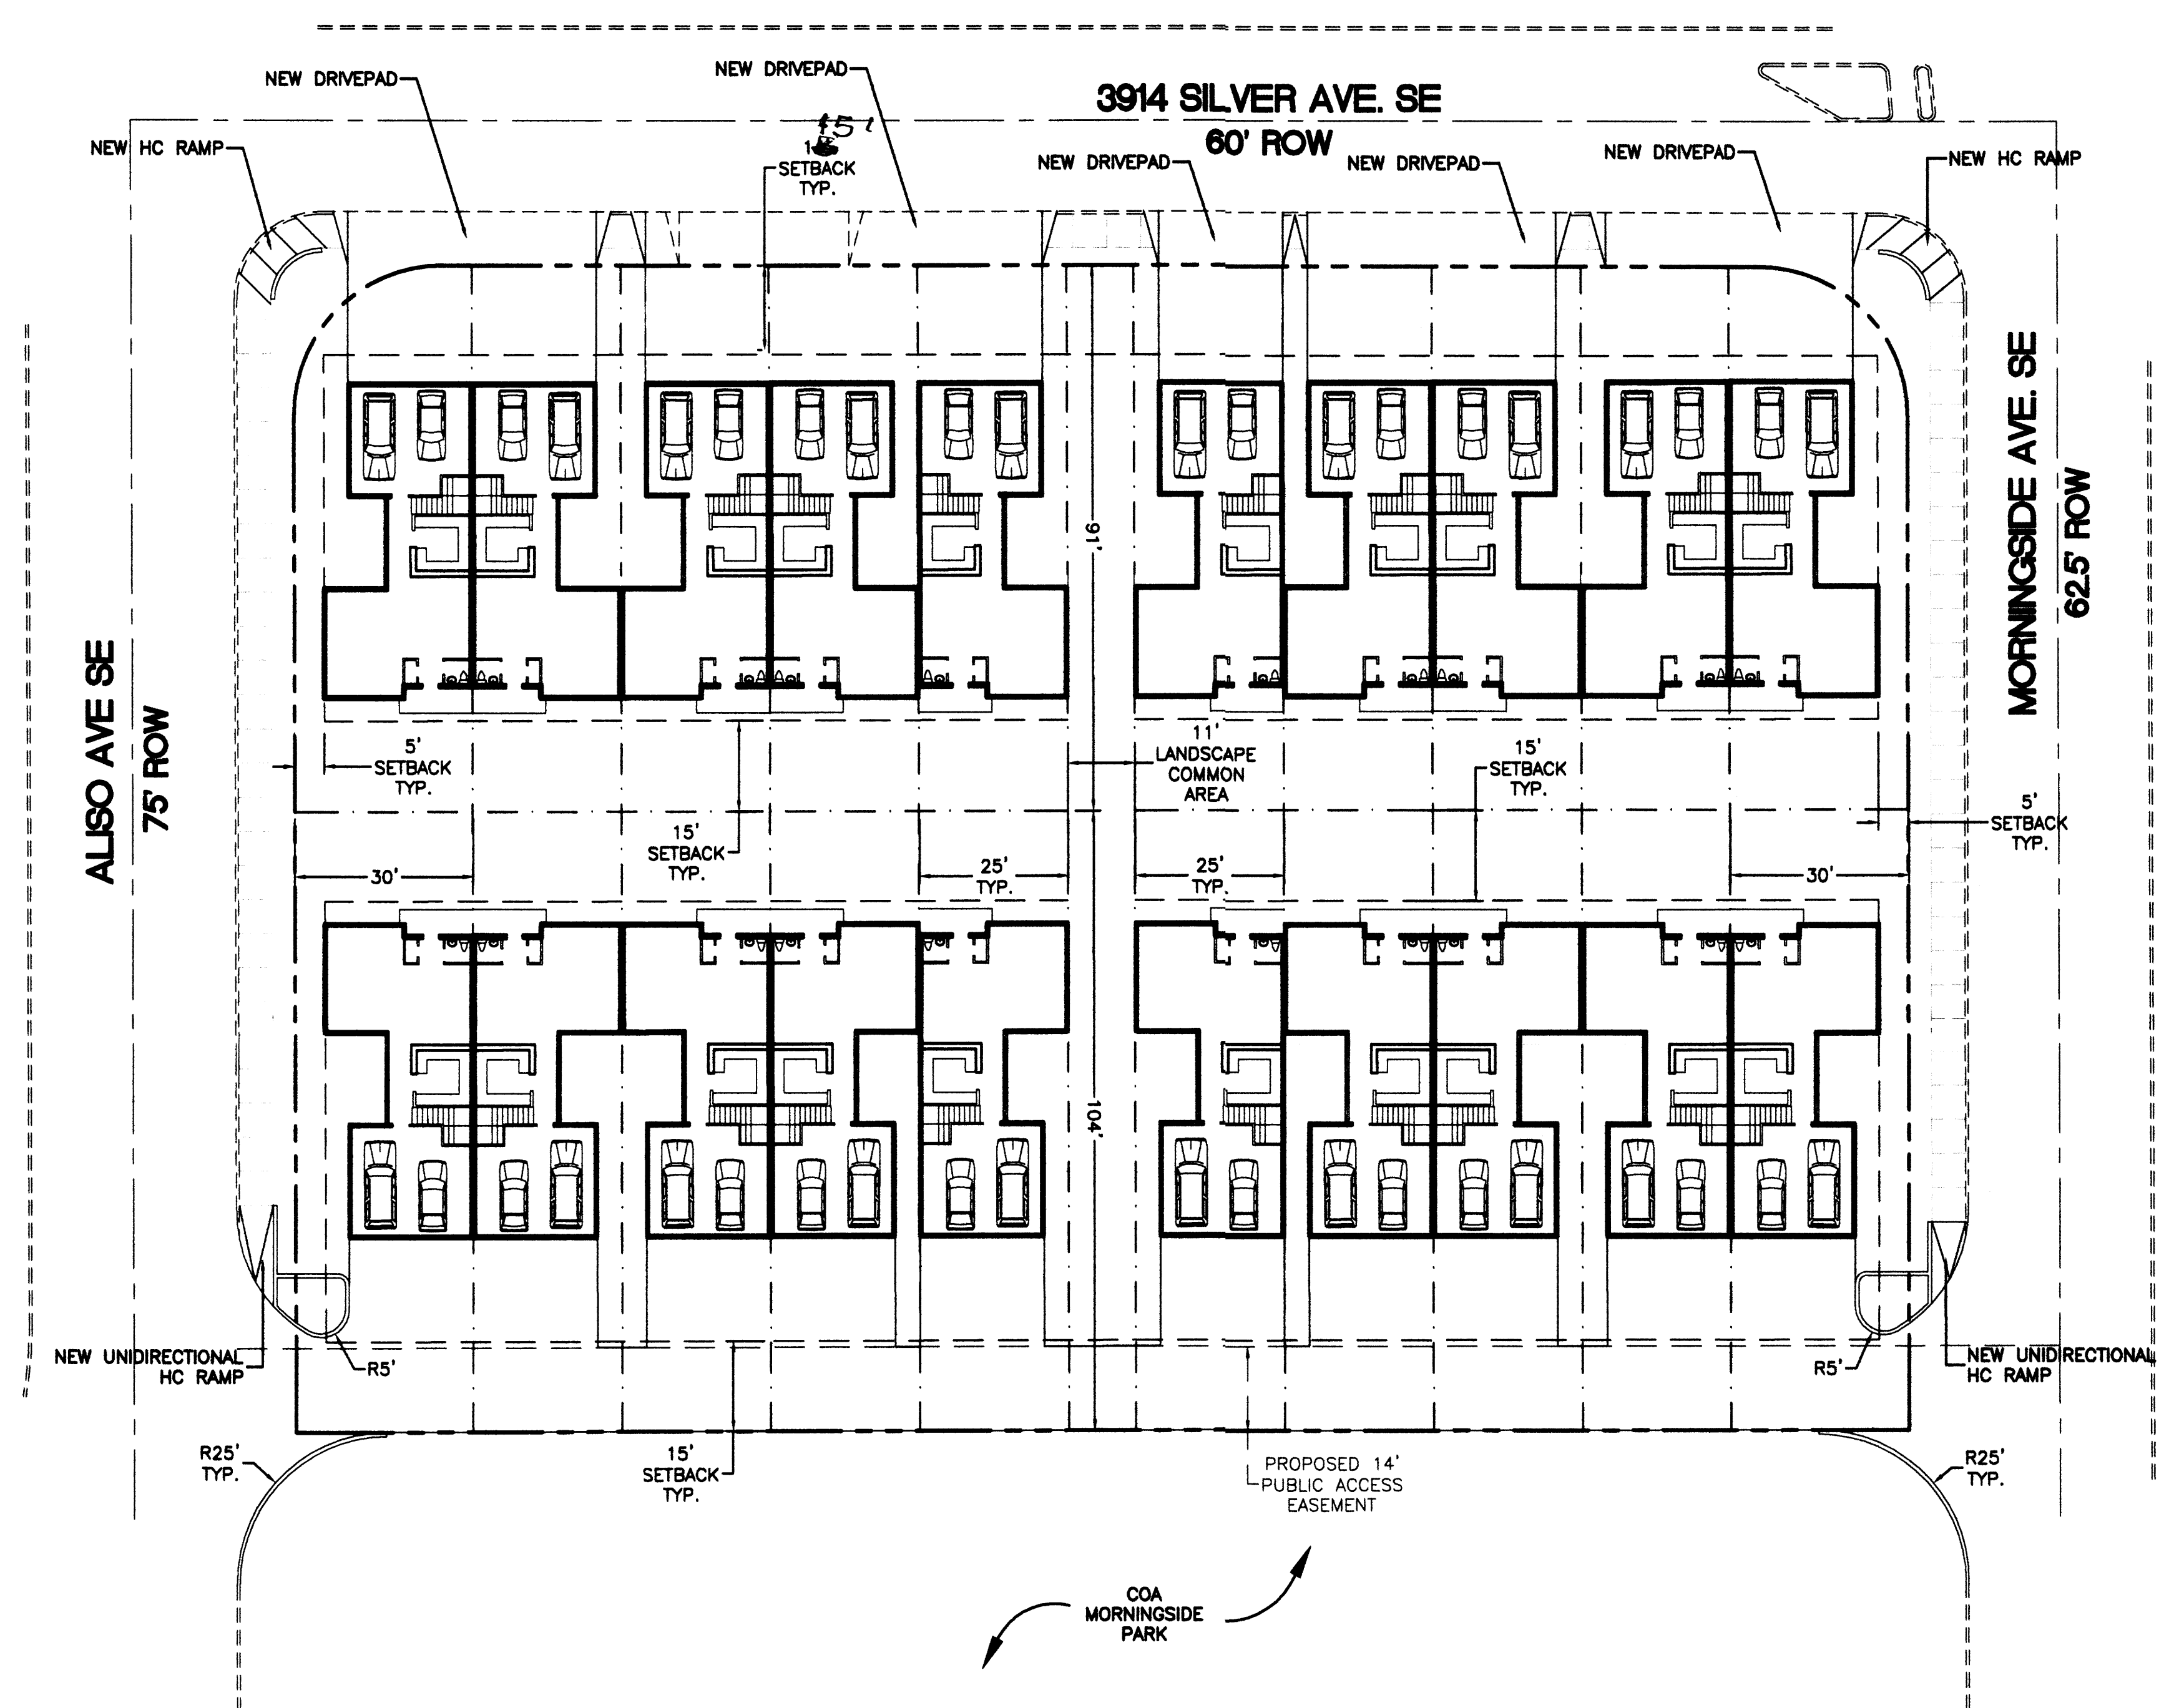 NEW DRIVEPAD
NEW DRIVEPAD
3914 SILVER AVE. SE
60' ROW
NEW HC RAMP
15'
SETBACK
TYP.
NEW DRIVEPAD
NEW DRIVEPAD
NEW DRIVEPAD
NEW HC RAMP
ALISO AVE SE
75' ROW
MORNINGSIDE AVE. SE
62.5' ROW
91'
5'
SETBACK
TYP.
11'
LANDSCAPE
COMMON
AREA
15'
SETBACK
TYP.
5'
SETBACK
TYP.
15'
SETBACK
TYP.
30'
25'
TYP.
25'
TYP.
30'
104'
NEW UNIDIRECTIONAL
HC RAMP
R5'
R5'
NEW UNIDIRECTIONAL
HC RAMP
R25'
TYP.
15'
SETBACK
TYP.
PROPOSED 14'
PUBLIC ACCESS
EASEMENT
R25'
TYP.
COA
MORNINGSIDE
PARK